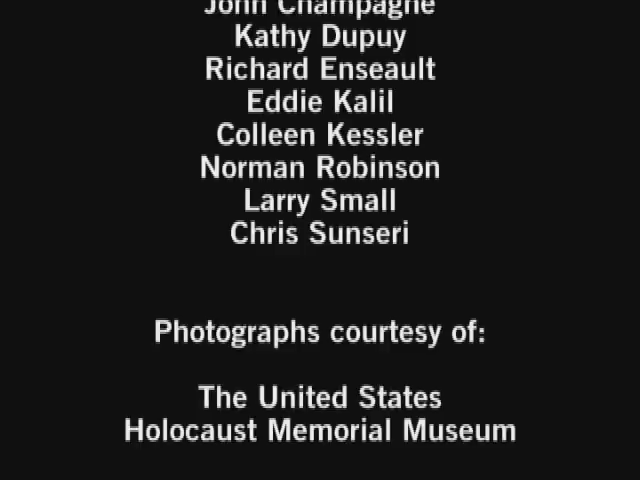 John Champagne
Kathy Dupuy
Richard Enseault
Eddie Kalil
Colleen Kessler
Norman Robinson
Larry Small
Chris Sunseri
Photographs courtesy of:
The United States
Holocaust Memorial Museum